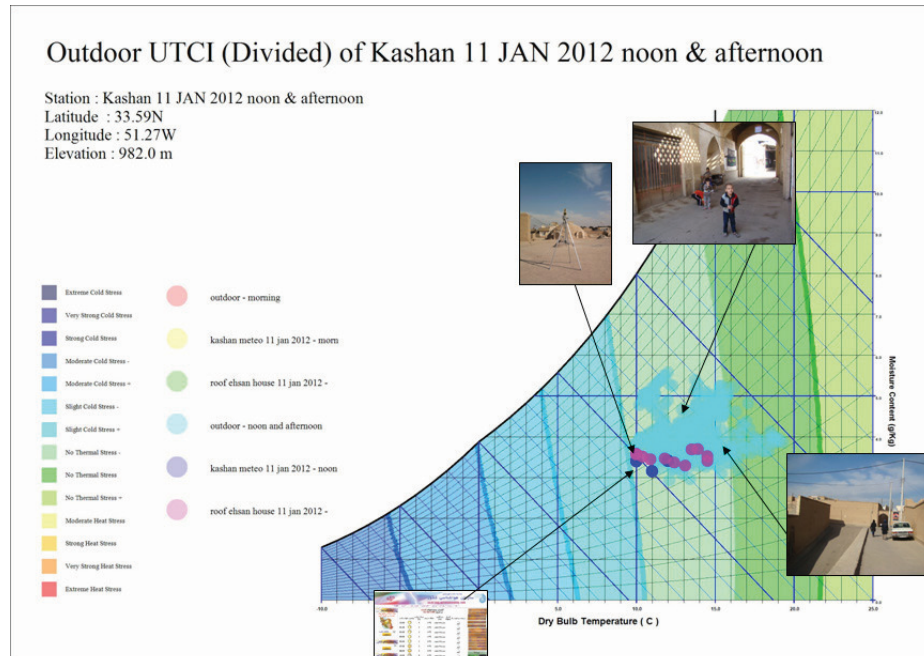 Outdoor UTCI (Divided) of Kashan 11 JAN 2012 noon & afternoon
Station : Kashan 11 JAN 2012 noon & afternoon
Latitude : 33.59N
Longitude : 51.27W
Elevation : 982.0 m
Extreme Cold Stress
Very Strong Cold Stress
Strong Cold Stress
Moderate Cold Stress -
Moderate Cold Stress +
Slight Cold Stress -
Slight Cold Stress +
No Thermal Stress -
No Thermal Stress
No Thermal Stress +
Moderate Heat Stress
Strong Heat Stress
Very Strong Heat Stress
Extreme Heat Stress
outdoor - morning
kashan meteo 11 jan 2012 - morn
roof ehsan house 11 jan 2012 -
outdoor - noon and afternoon
kashan meteo 11 jan 2012 - noon
roof ehsan house 11 jan 2012 -
-10.0
5.0
10.0
15.0
20.0
25.0
Dry Bulb Temperature ( C )
Moisture Content (g/Kg)